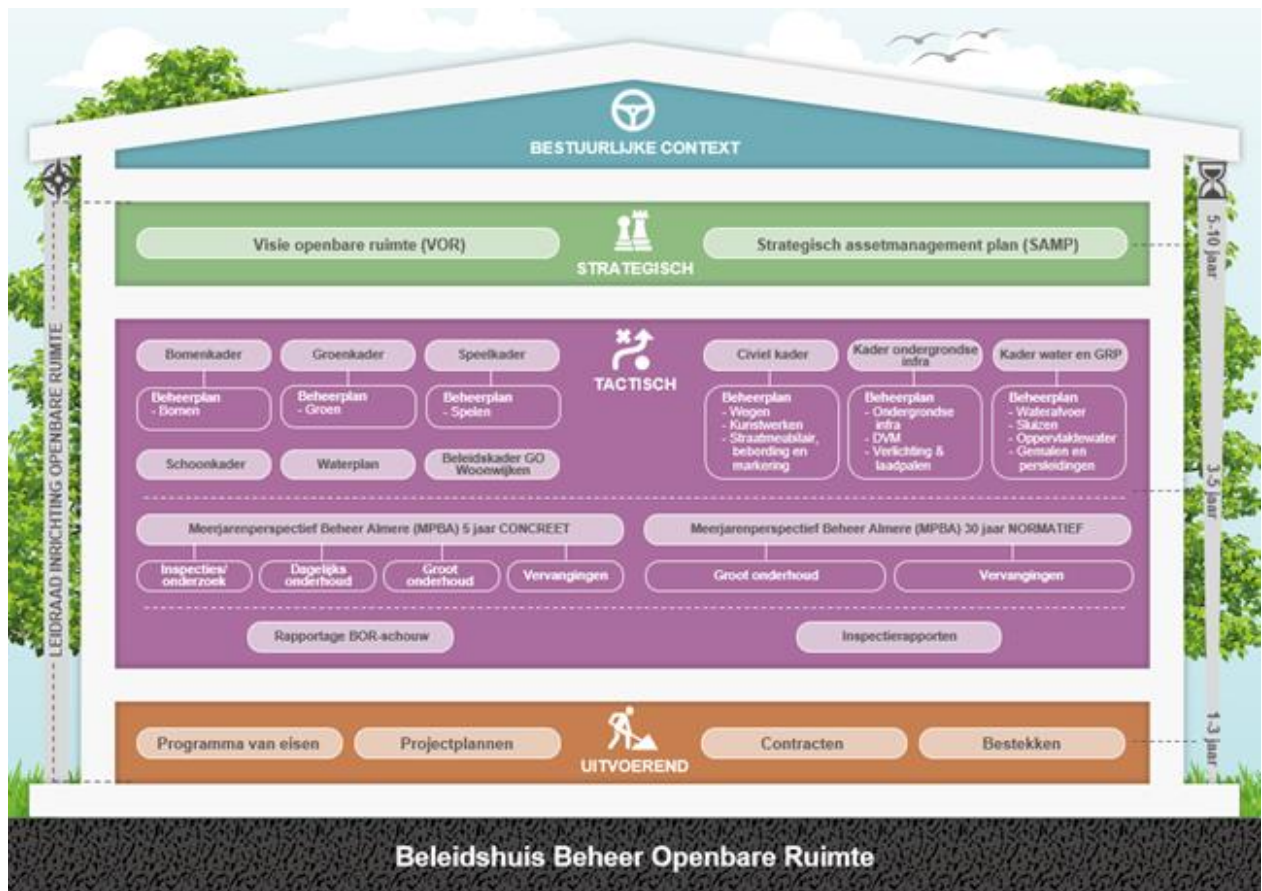 BESTUURLIJKE CONTEXT
Visie openbare ruimte (VOR)
Strategisch assetmanagement plan (SAMP)
STRATEGISCH
Bomenkader
Groenkader
Speelkader
TACTISCH
Civiel kader
Kader ondergrondse
infra
Kader water en GRP
Beheerplan
- Bomen
Beheerplan
- Groen
Beheerplan
- Spelen
Beheerplan
- Wegen
- Kunstwerken
- Straatmeubilair,
bebording en
markering
Beheerplan
- Ondergrondse
infra
- DVM
- Verlichting &
laadpalen
Beheerplan
- Waterafvoer
- Sluizen
- Oppervlaktewater
- Gemalen en
persleidingen
Schoonkader
Waterplan
Beleidskader GO
Woonwijken
Meerjarenperspectief Beheer Almere (MPBA) 5 jaar CONCREET
Meerjarenperspectief Beheer Almere (MPBA) 30 jaar NORMATIEF
Inspecties/
onderzoek
Dagelijks
onderhoud
Groot
onderhoud
Vervangingen
Groot onderhoud
Vervangingen
Rapportage BOR-schouw
Inspectierapporten
Programma van eisen
Projectplannen
Contracten
Bestekken
UITVOEREND
LEIDRAAD INRICHTING OPENBARE RUIMTE
5-10 jaar
3-5 jaar
1-3 jaar
Beleidshuis Beheer Openbare Ruimte